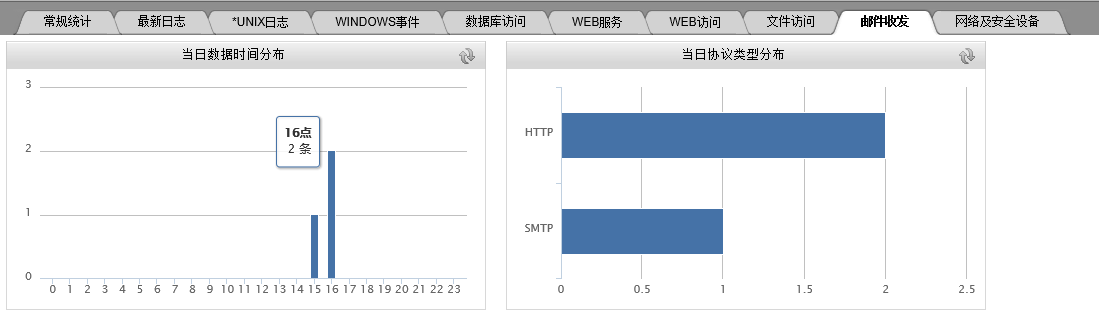 常规统计 最新日志 *UNIX日志 WINDOWS事件 数据库访问 WEB服务 WEB访问 文件访问 邮件收发 网络及安全设备
当日数据时间分布
3
2
1
0
16点
2 条
0 1 2 3 4 5 6 7 8 9 10 11 12 13 14 15 16 17 18 19 20 21 22 23
当日协议类型分布
HTTP
SMTP
0 0.5 1 1.5 2 2.5